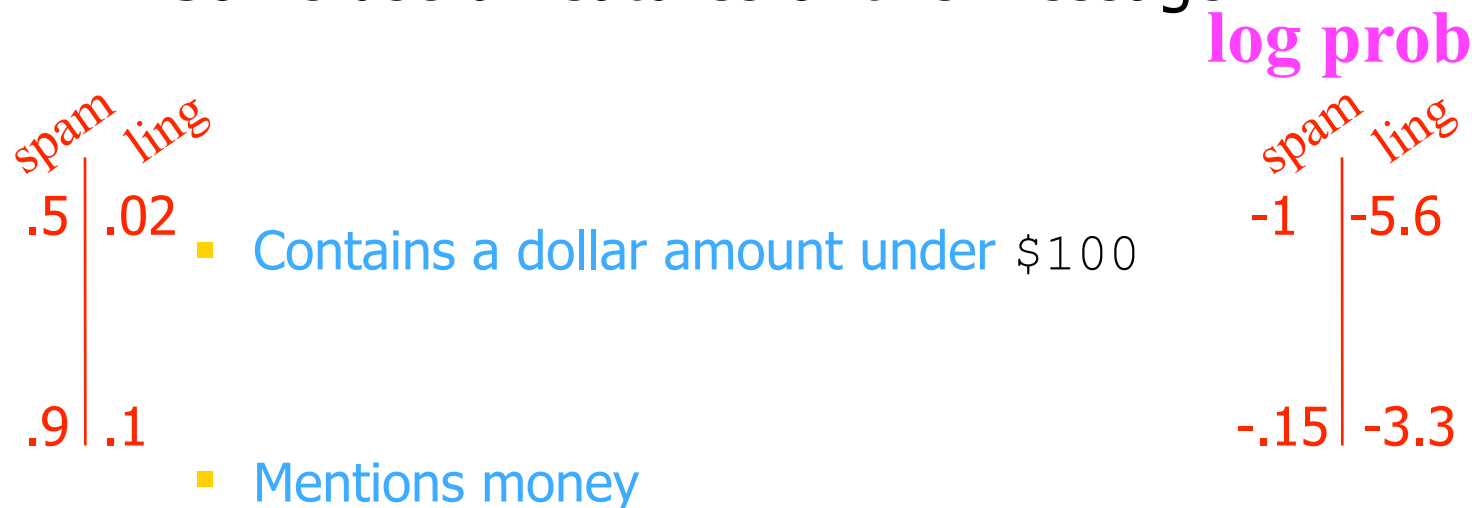 log prob
spam ling
spam ling
.5 .02
-1 -5.6
Contains a dollar amount under $100
.9 .1
-.15 -3.3
Mentions money